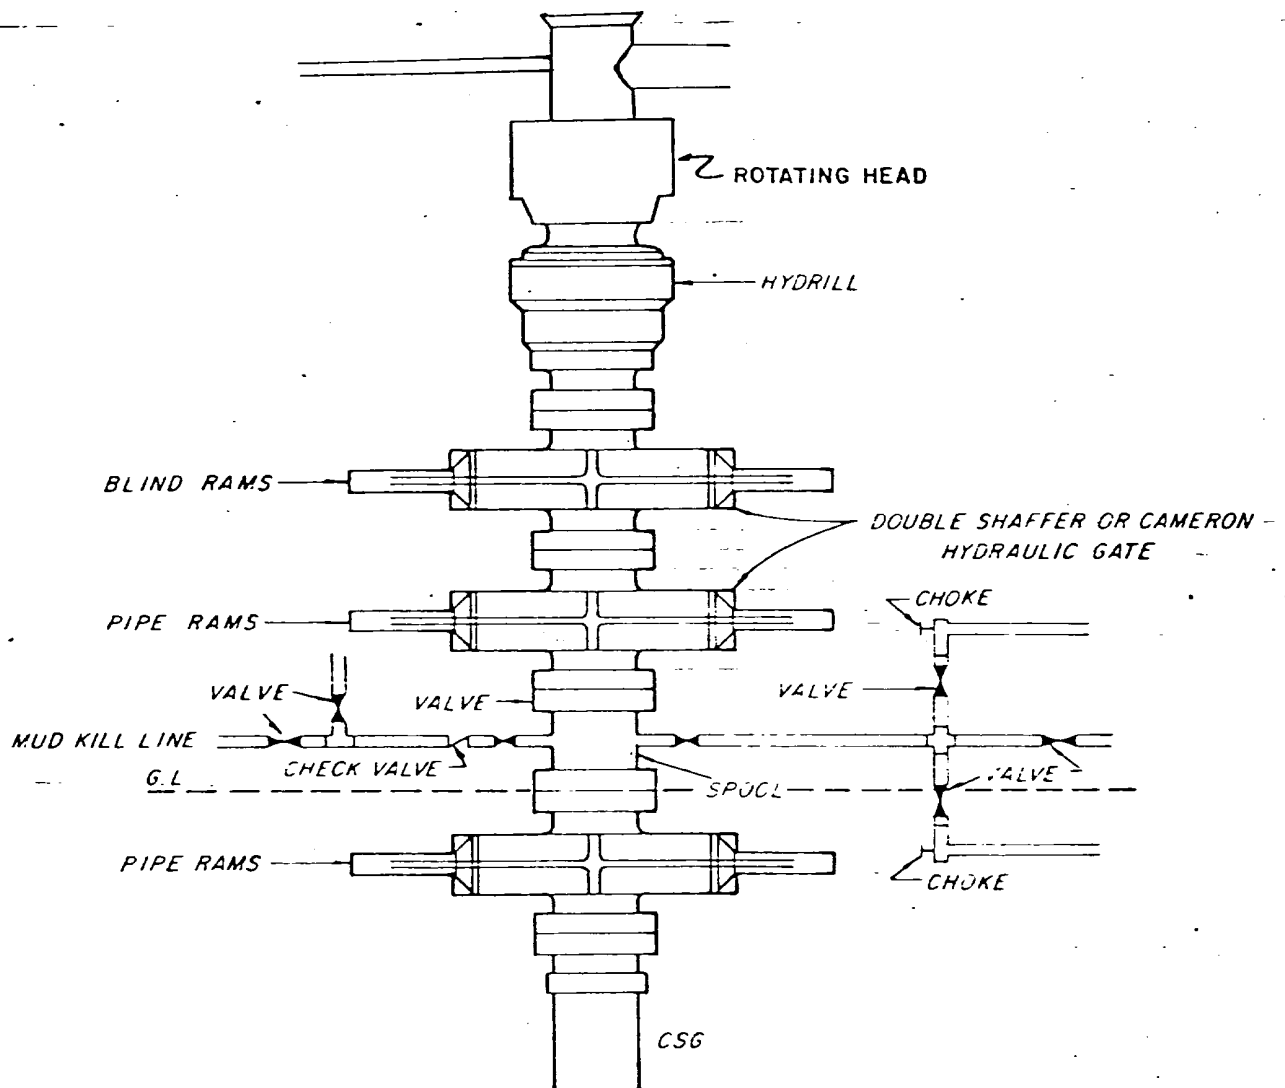 ROTATING HEAD
HYDRILL
BLIND RAMS
DOUBLE SHAFFER OR CAMERON
HYDRAULIC GATE
PIPE RAMS
CHOKE
VALVE
VALVE
VALVE
MUD KILL LINE
CHECK VALVE
G.L.
SPOOL
VALVE
PIPE RAMS
CHOKE
CSG